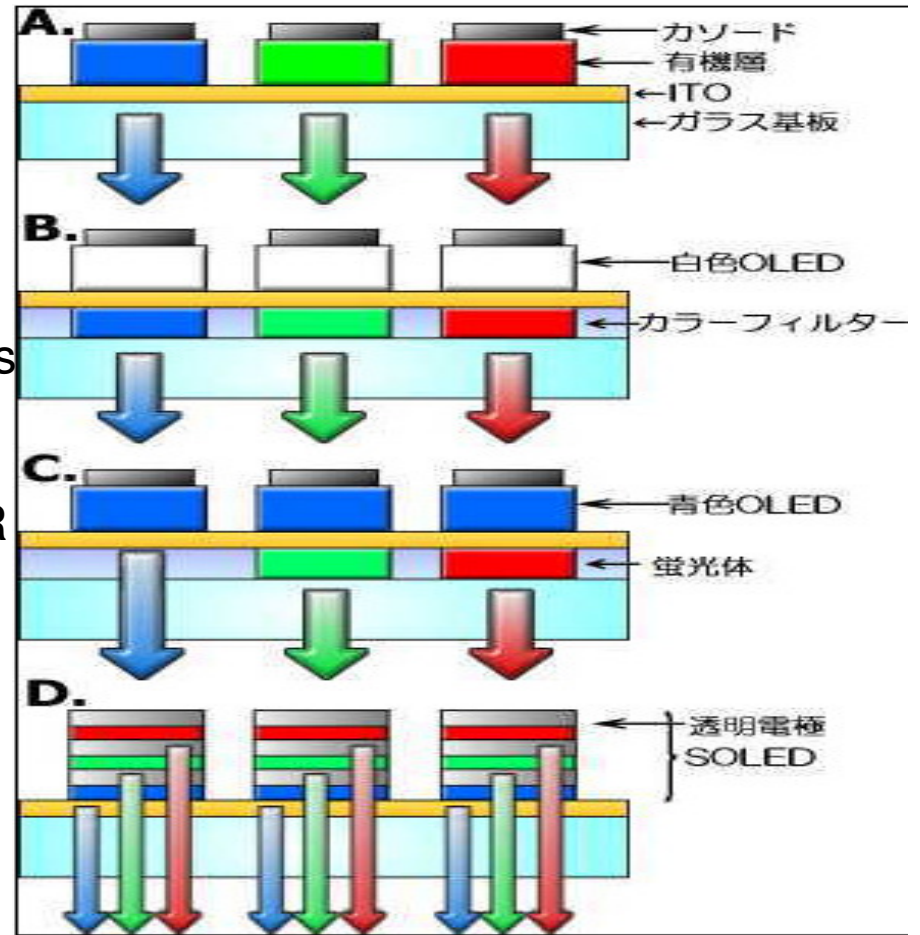 A.
カソード
有機層
ITO
ガラス基板
B.
白色OLED
カラーフィルター
s
C.
青色OLED
R
蛍光体
D.
透明電極
SOLED